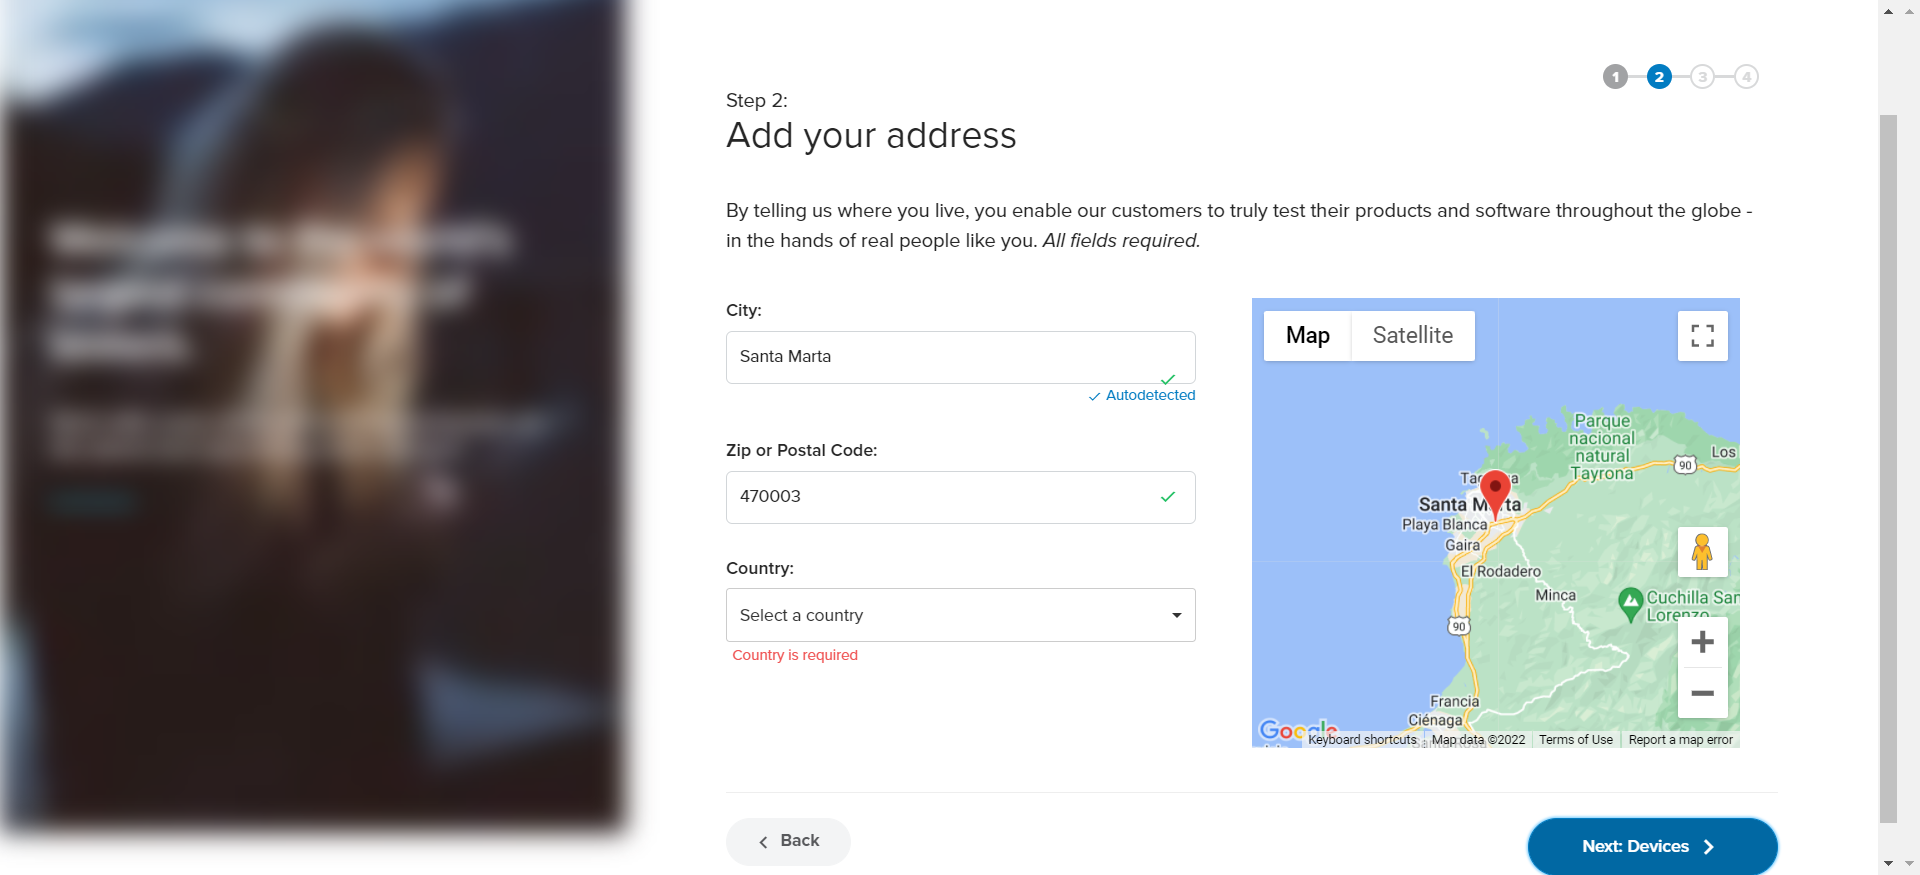 1 2 3 4
Step 2:
Add your address
By telling us where you live, you enable our customers to truly test their products and software throughout the globe -
in the hands of real people like you. All fields required.
City:
Santa Marta
Autodetected
Zip or Postal Code:
470003
Country:
Select a country
Country is required
Map Satellite
Parque
nacional
natural
Tayrona
90
Los
Santa Marta
Playa Blanca
Gaira
El Rodadero
Minca
Cuchilla San
Lorenzo
90
Francia
Ciénaga
Google
Keyboard shortcuts Map data ©2022 Terms of Use Report a map error
Back
Next: Devices